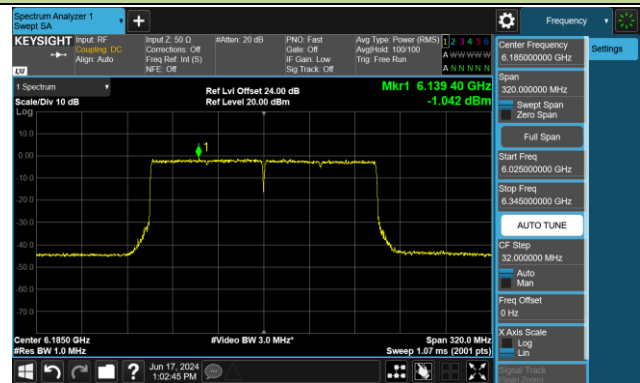 Spectrum Analyzer 1
Swept SA
Frequency
KEYSIGHT
Input: RF
Coupling: DC
Align: Auto
Input Z: 50 Ω
Corrections: Off
Freq Ref: Int (S)
NFE: Off
#Atten: 20 dB
PNO: Fast
Gate: Off
IF Gain: Low
Sig Track: Off
Avg Type: Power (RMS)
Avg|Hold: 100/100
Trig: Free Run
1 2 3 4 5 6
A W W W W W
A N N N N N
LXI
1 Spectrum
Scale/Div 10 dB
Log
Ref Lvl Offset 24.00 dB
Ref Level 20.00 dBm
Mkr1 6.139 40 GHz
-1.042 dBm
1
10.0
0.00
-10.0
-20.0
-30.0
-40.0
-50.0
-60.0
-70.0
Center 6.1850 GHz
#Res BW 1.0 MHz
#Video BW 3.0 MHz*
Span 320.0 MHz
Sweep 1.07 ms (2001 pts)
Jun 17, 2024
1:02:45 PM
Center Frequency
6.185000000 GHz
Settings
Span
320.000000 MHz
Swept Span
Zero Span
Full Span
Start Freq
6.025000000 GHz
Stop Freq
6.345000000 GHz
AUTO TUNE
CF Step
32.000000 MHz
Auto
Man
Freq Offset
0 Hz
X Axis Scale
Log
Lin
Signal Track
(Span Zoom)